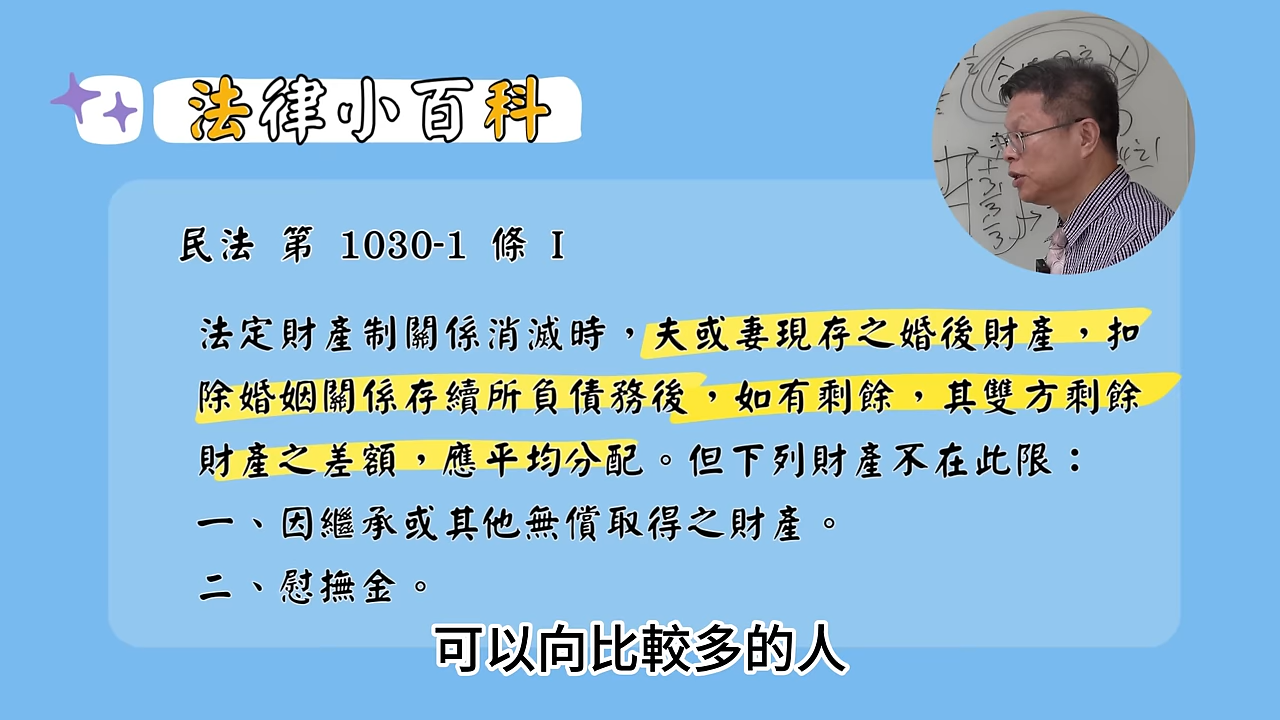 法律小百科
民法 第 1030-1 條 I
法定財產制關係消滅時，夫或妻現存之婚後財產，扣
除婚姻關係存續所負債務後，如有剩餘，其雙方剩餘
財產之差額，應平均分配。但下列財產不在此限：
一、因繼承或其他無償取得之財產。
二、慰撫金。
可以向比較多的人